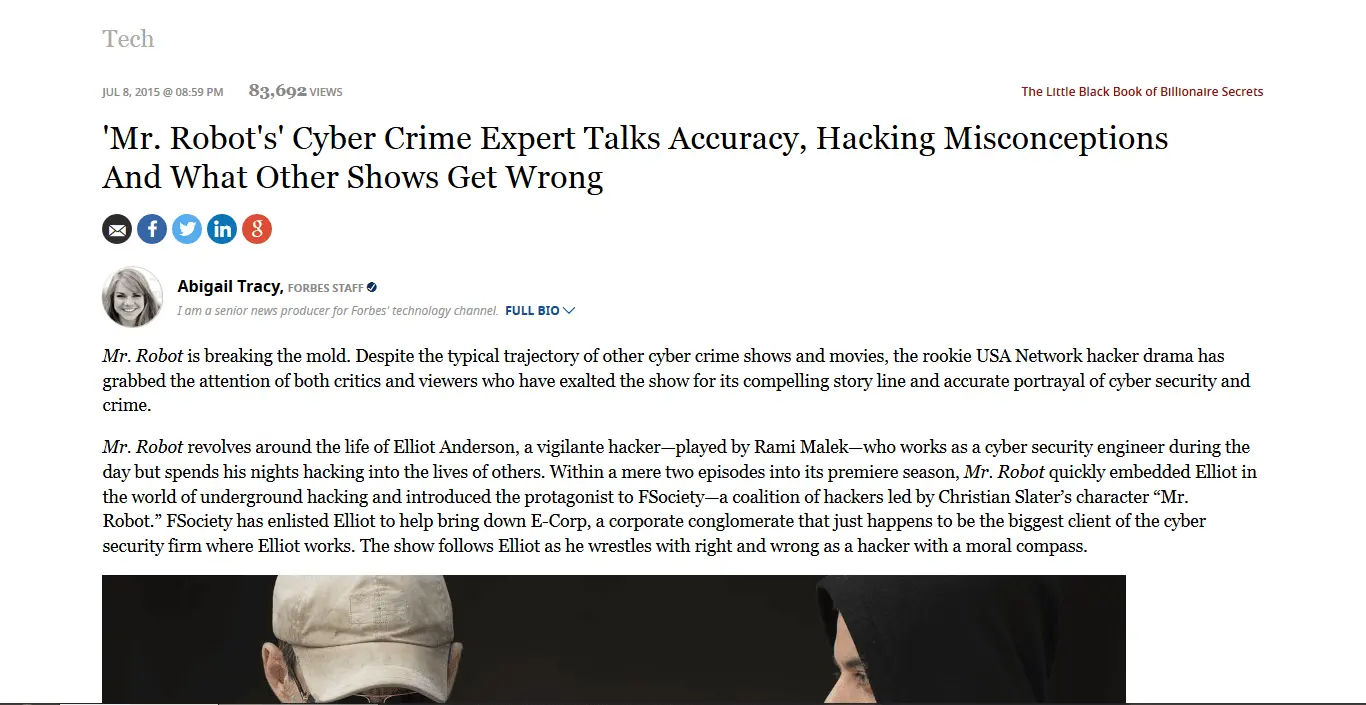 Tech
JUL 8, 2015 @ 08:59 PM 83,692 VIEWS The Little Black Book of Billionaire Secrets
'Mr. Robot's' Cyber Crime Expert Talks Accuracy, Hacking Misconceptions
And What Other Shows Get Wrong
f in g
Abigail Tracy, FORBES STAFF
I am a senior news producer for Forbes' technology channel. FULL BIO
Mr. Robot is breaking the mold. Despite the typical trajectory of other cyber crime shows and movies, the rookie USA Network hacker drama has
grabbed the attention of both critics and viewers who have exalted the show for its compelling story line and accurate portrayal of cyber security and
crime.
Mr. Robot revolves around the life of Elliot Anderson, a vigilante hacker—played by Rami Malek—who works as a cyber security engineer during the
day but spends his nights hacking into the lives of others. Within a mere two episodes into its premiere season, Mr. Robot quickly embedded Elliot in
the world of underground hacking and introduced the protagonist to FSociety—a coalition of hackers led by Christian Slater’s character “Mr.
Robot.” FSociety has enlisted Elliot to help bring down E-Corp, a corporate conglomerate that just happens to be the biggest client of the cyber
security firm where Elliot works. The show follows Elliot as he wrestles with right and wrong as a hacker with a moral compass.